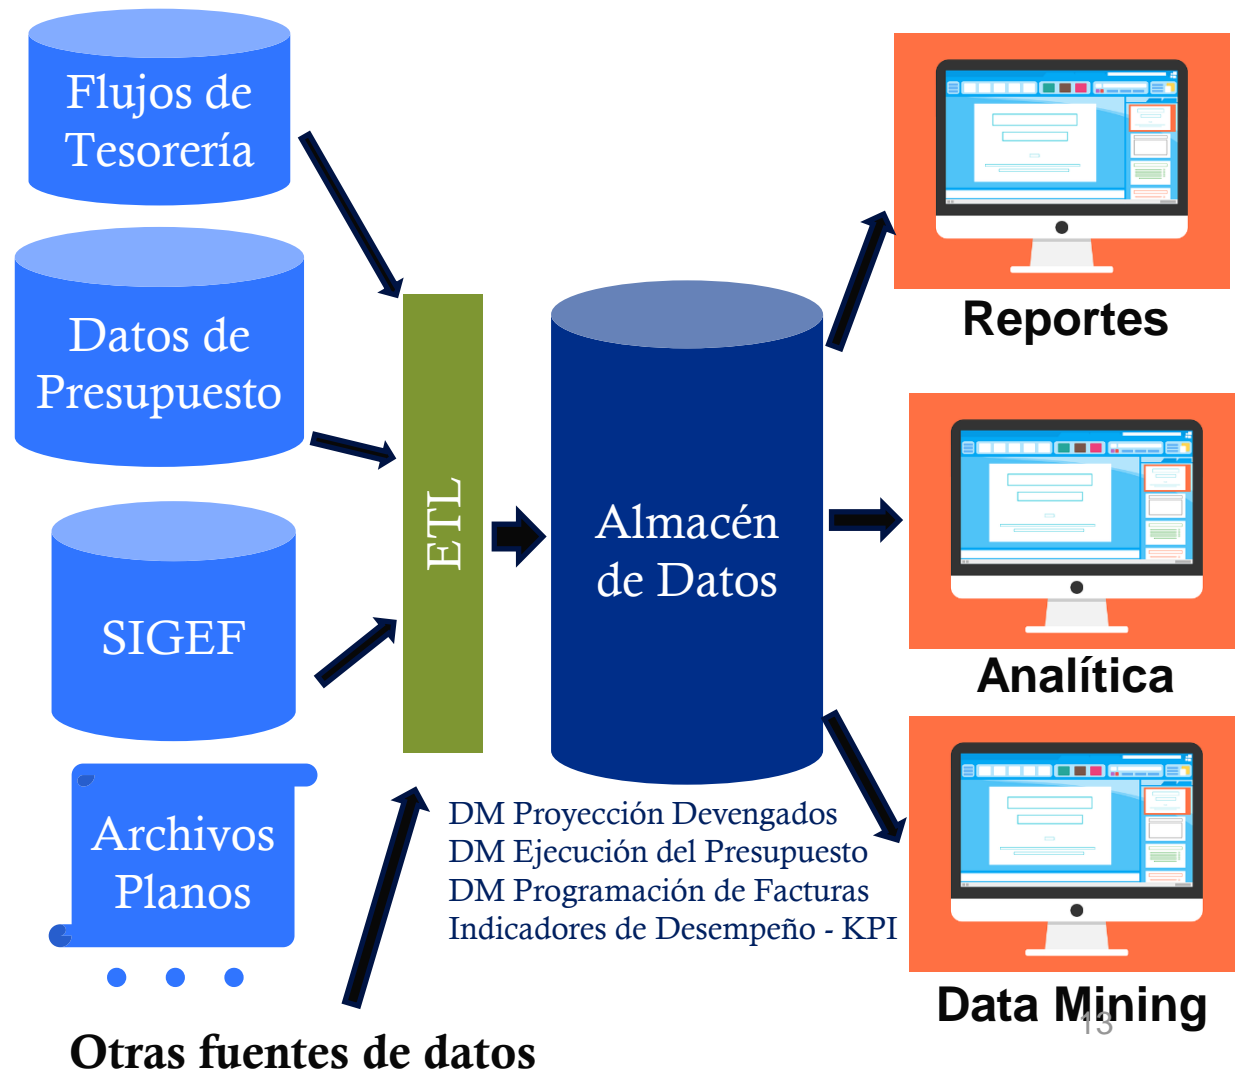 Flujos de
Tesorería
Datos de
Presupuesto
SIGEF
Archivos
Planos
Otras fuentes de datos
ETL
Almacén
de Datos
DM Proyección Devengados
DM Ejecución del Presupuesto
DM Programación de Facturas
Indicadores de Desempeño - KPI
Reportes
Analítica
Data Mining
13